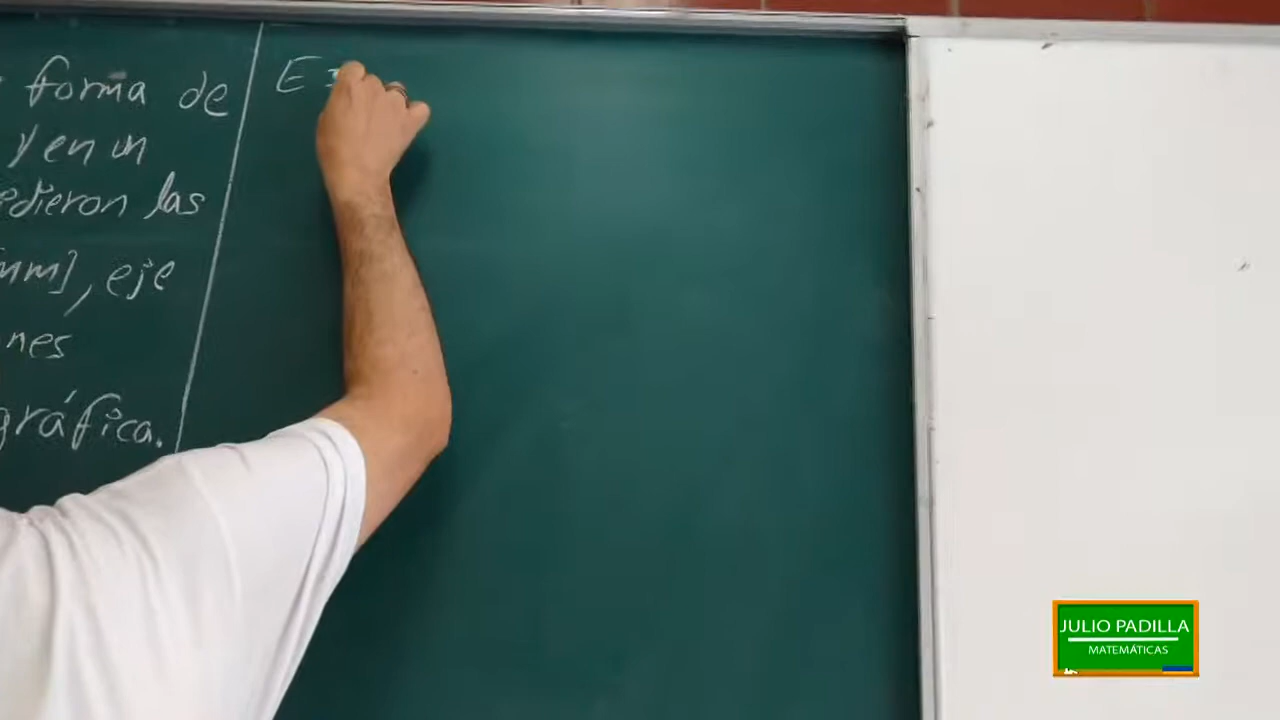 forma de
y en un
edieron las
mm], eje
nes
gráfica.
E =
JULIO PADILLA
MATEMÁTICAS